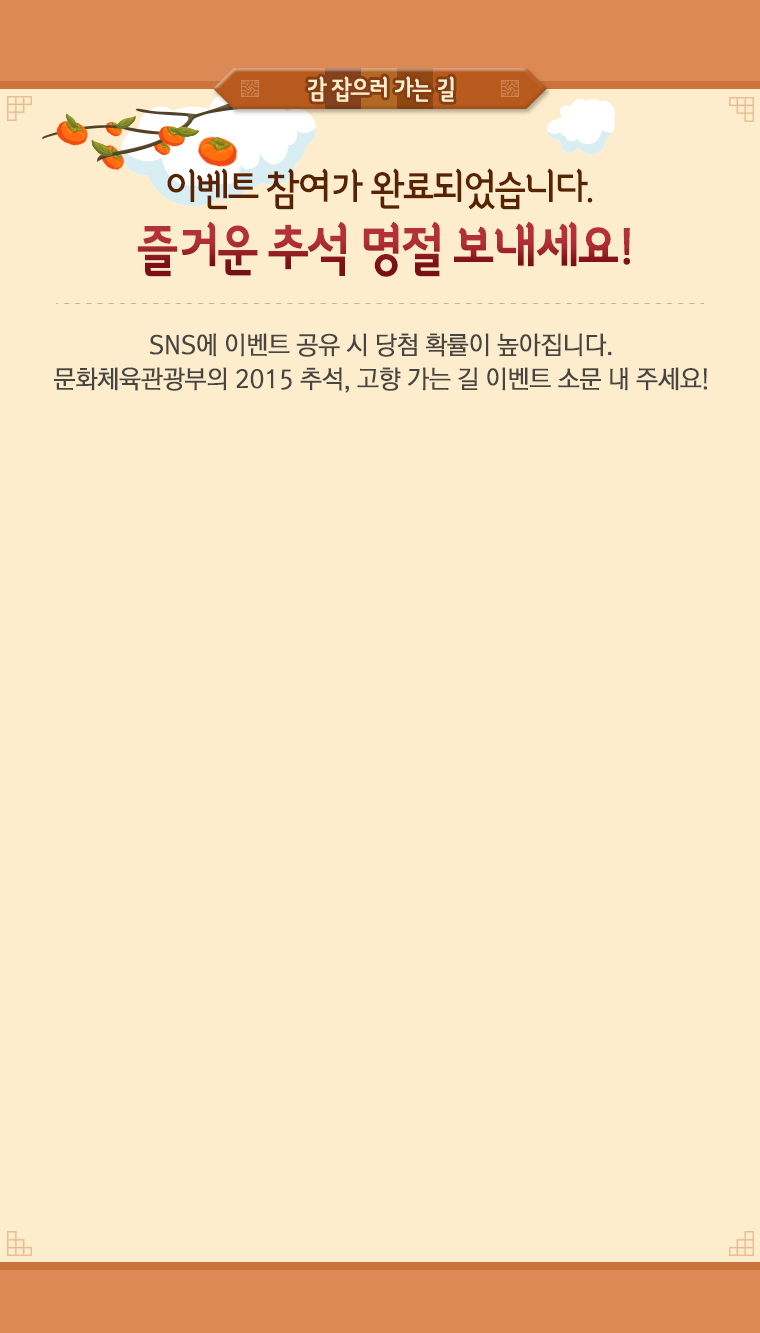 감 잡으러 가는 길
이벤트 참여가 완료되었습니다.
즐거운 추석 명절 보내세요!
SNS에 이벤트 공유 시 당첨 확률이 높아집니다.
문화체육관광부의 2015 추석, 고향 가는 길 이벤트 소문 내 주세요!